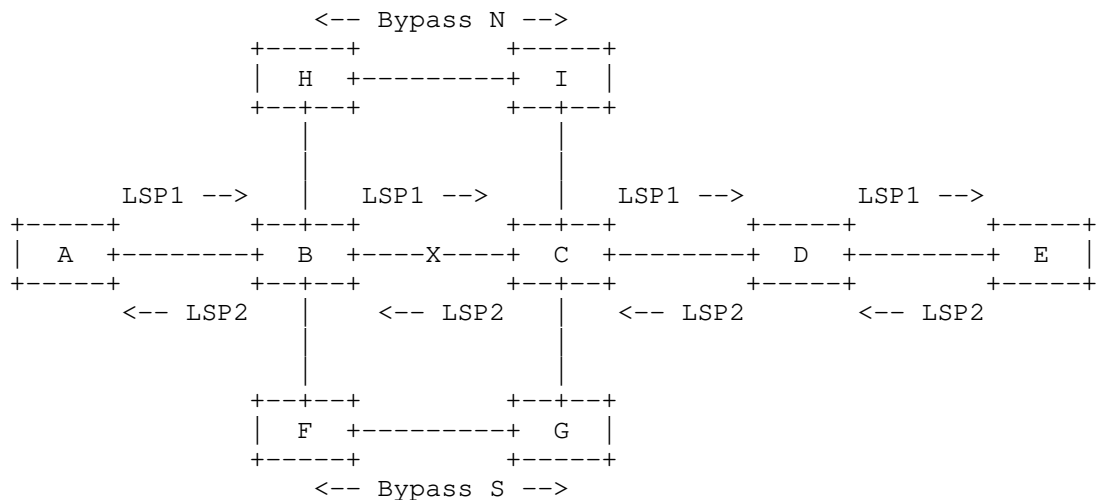 <-- Bypass N -->
H I
LSP1 --> LSP1 --> LSP1 --> LSP1 -->
A B X C D E
<-- LSP2 <-- LSP2 <-- LSP2 <-- LSP2
F G
<-- Bypass S -->